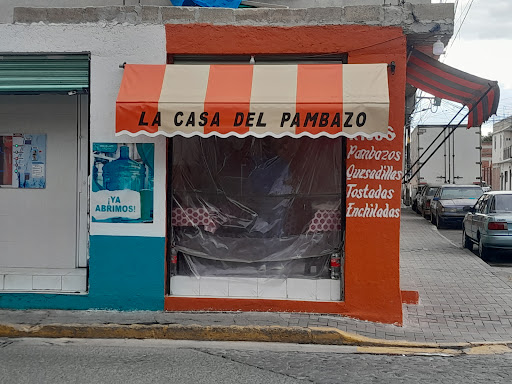 LA CASA DEL PAMBAZO
¡YA
ABRIMOS!
Pambazos
Quesadillas
Tostadas
Enchiladas